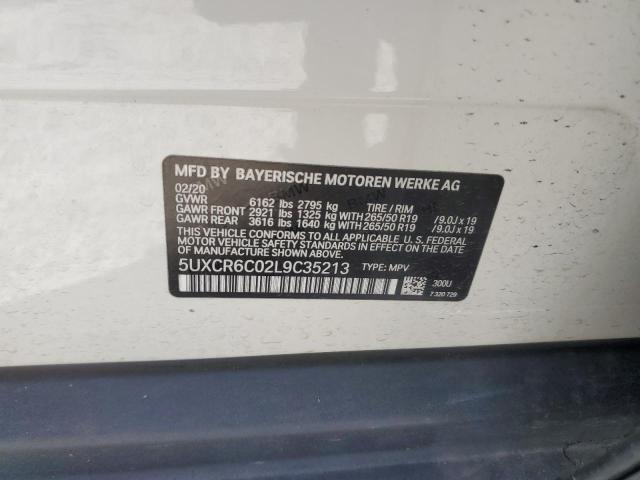 MFD BY BAYERISCHE MOTOREN WERKE AG
02/20
GVWR 6162 lbs 2795 kg TIRE / RIM
GAWR FRONT 2921 lbs 1325 kg WITH 265/50 R19 / 9.0J x 19
GAWR REAR 3616 lbs 1640 kg WITH 265/50 R19 / 9.0J x 19
THIS VEHICLE CONFORMS TO ALL APPLICABLE FEDERAL
MOTOR VEHICLE SAFETY STANDARDS IN EFFECT ON DATE
OF MANUFACTURE SHOWN ABOVE.
5UXCR6C02L9C35213 TYPE: MPV
300U
7 320 729